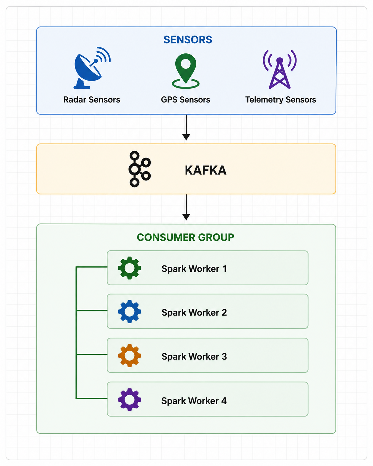 SENSORS
Radar Sensors
GPS Sensors
Telemetry Sensors
KAFKA
CONSUMER GROUP
Spark Worker 1
Spark Worker 2
Spark Worker 3
Spark Worker 4